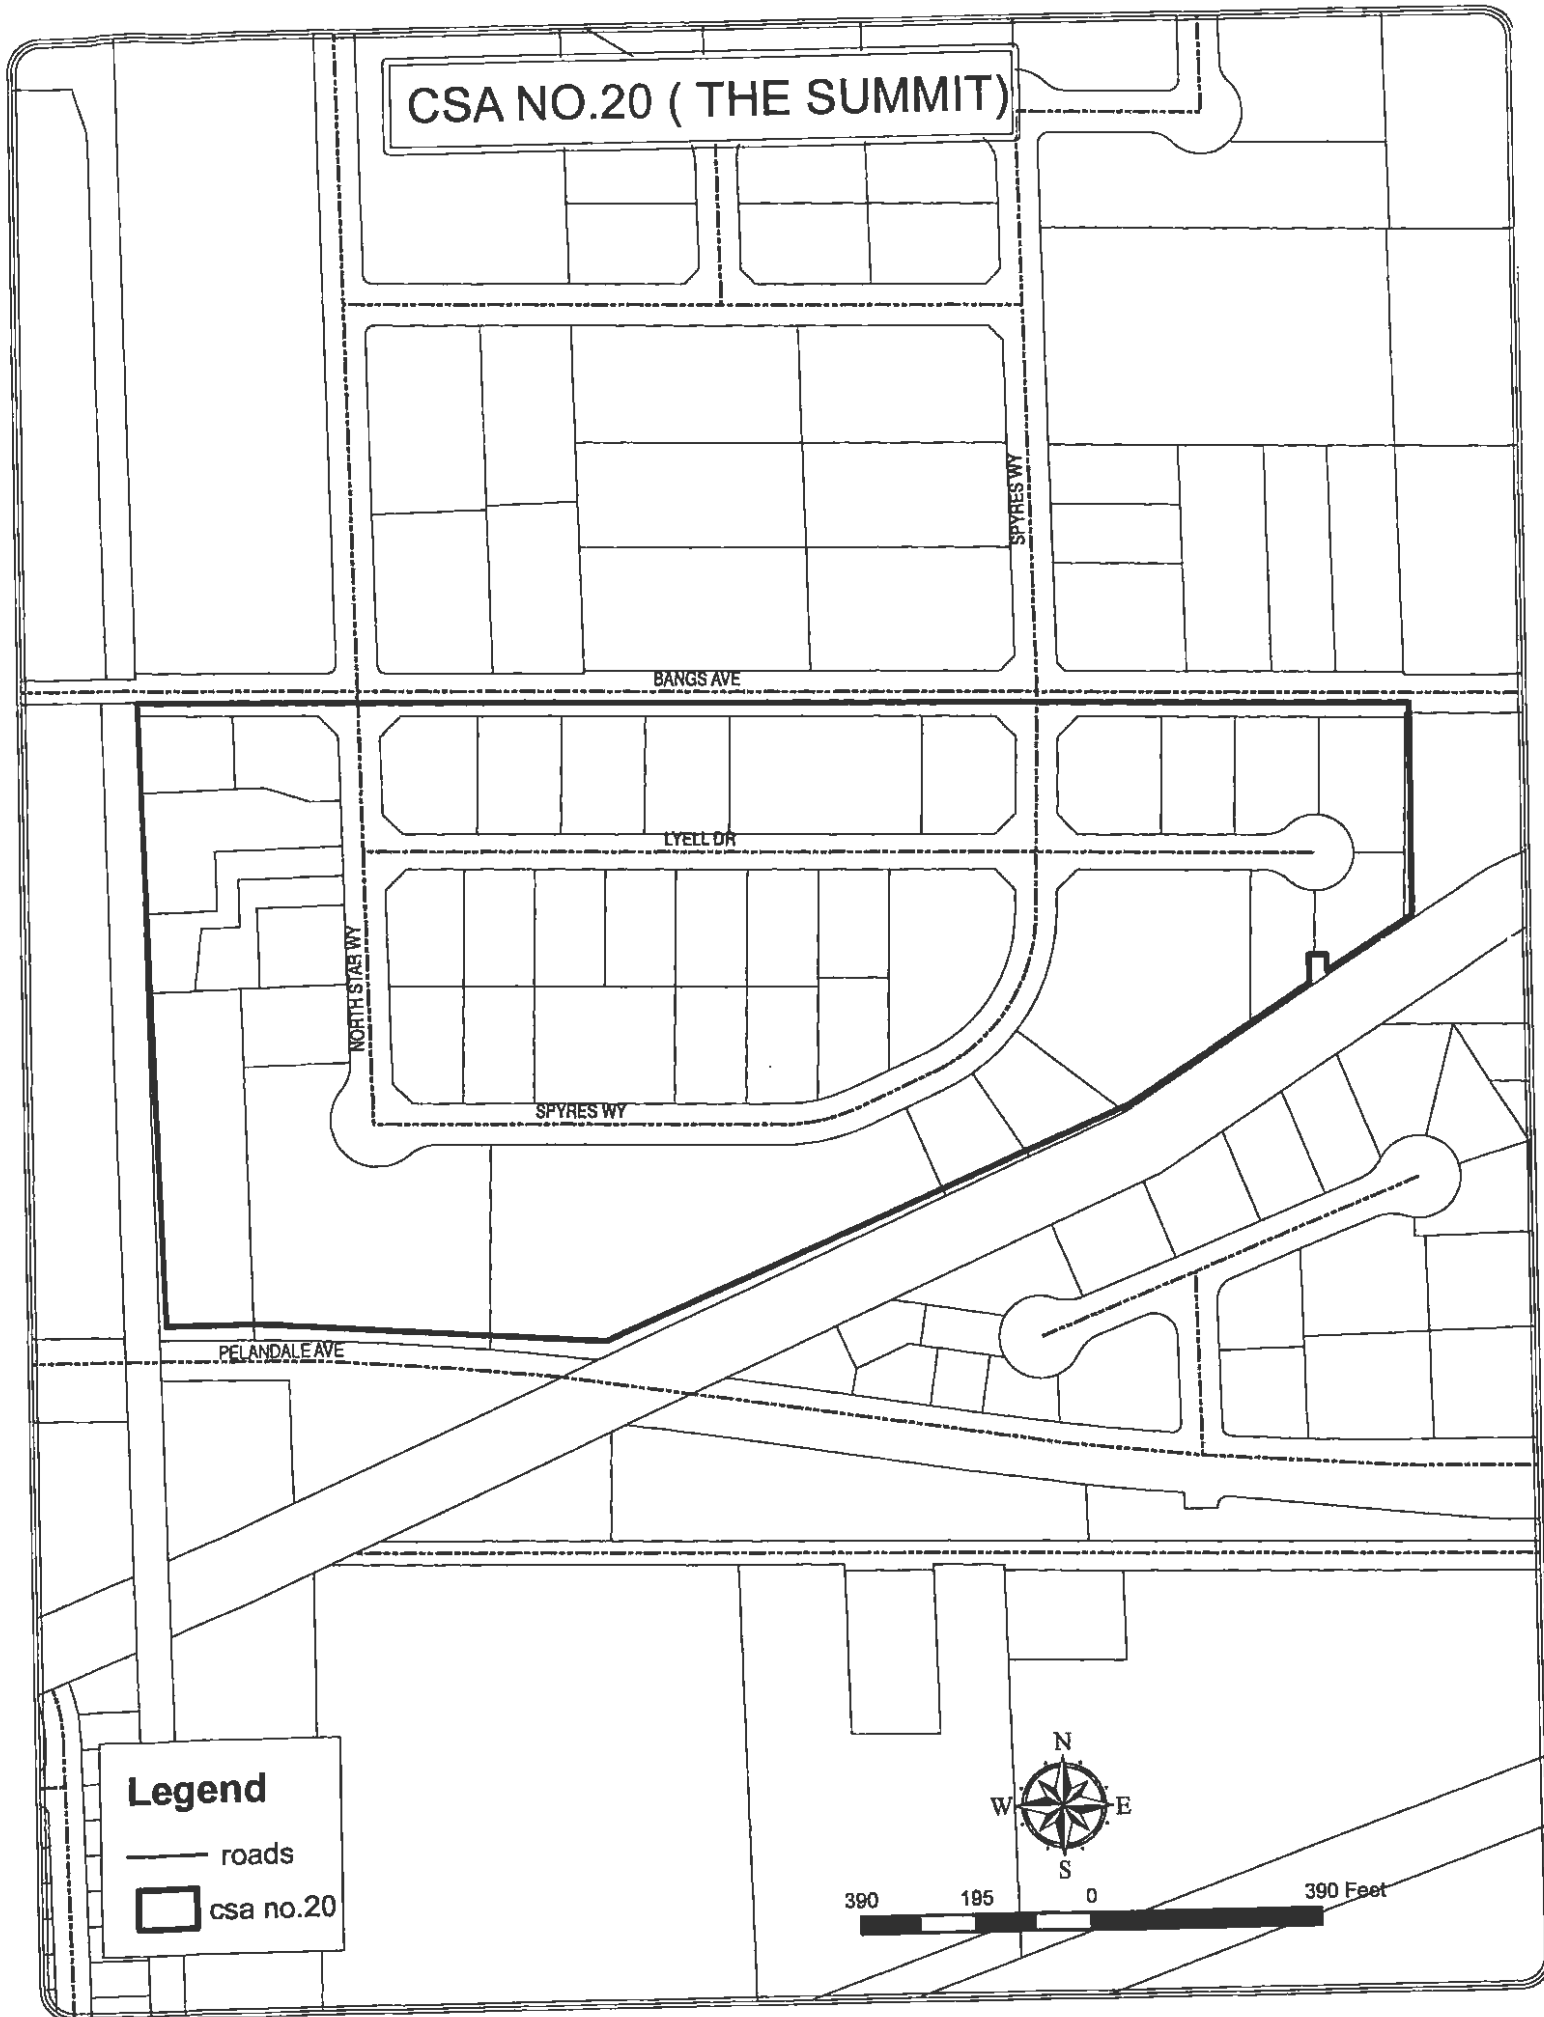 CSA NO.20 ( THE SUMMIT)
SPYRES WY
BANGS AVE
LYELL DR
NORTH STAR WY
SPYRES WY
PELANDALE AVE
Legend
roads
csa no.20
N
W E
S
390 195 0 390 Feet